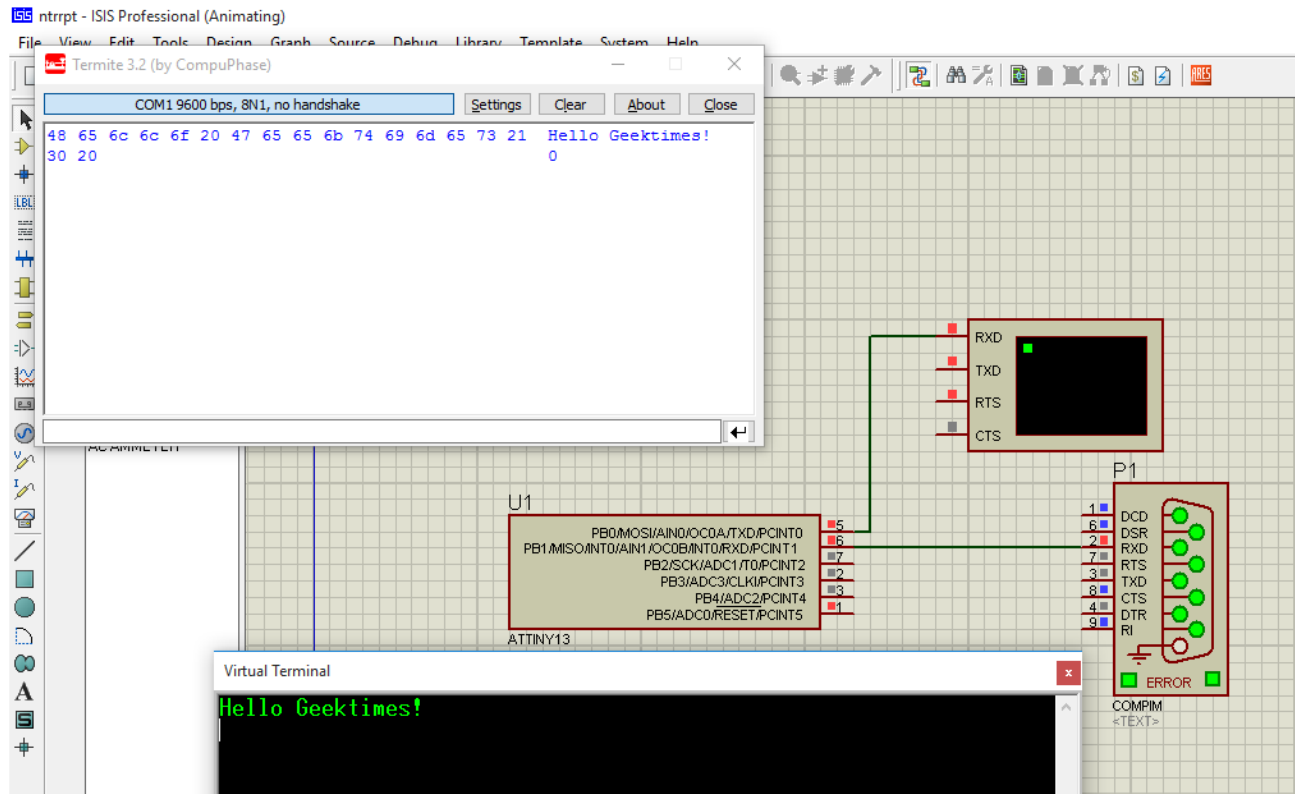 ISIS ntrrpt - ISIS Professional (Animating)
File View Edit Tools Design Graph Source Debug Library Template System Help
Termite 3.2 (by CompuPhase)
COM1 9600 bps, 8N1, no handshake Settings Clear About Close
48 65 6c 6c 6f 20 47 65 65 6b 74 69 6d 65 73 21 Hello Geektimes!
30 20 0
LBL
$
ARES
AC AMMETER
V
I
A
S
RXD
TXD
RTS
CTS
U1
PB0/MOSI/AIN0/OC0A/TXD/PCINT0 5
PB1/MISO/INT0/AIN1/OC0B/INT0/RXD/PCINT1 6
PB2/SCK/ADC1/T0/PCINT2 7
PB3/ADC3/CLKI/PCINT3 2
PB4/ADC2/PCINT4 3
PB5/ADC0/RESET/PCINT5 1
ATTINY13
P1
1 DCD
6 DSR
2 RXD
7 RTS
3 TXD
8 CTS
4 DTR
9 RI
ERROR
COMPIM
<TEXT>
Virtual Terminal x
Hello Geektimes!